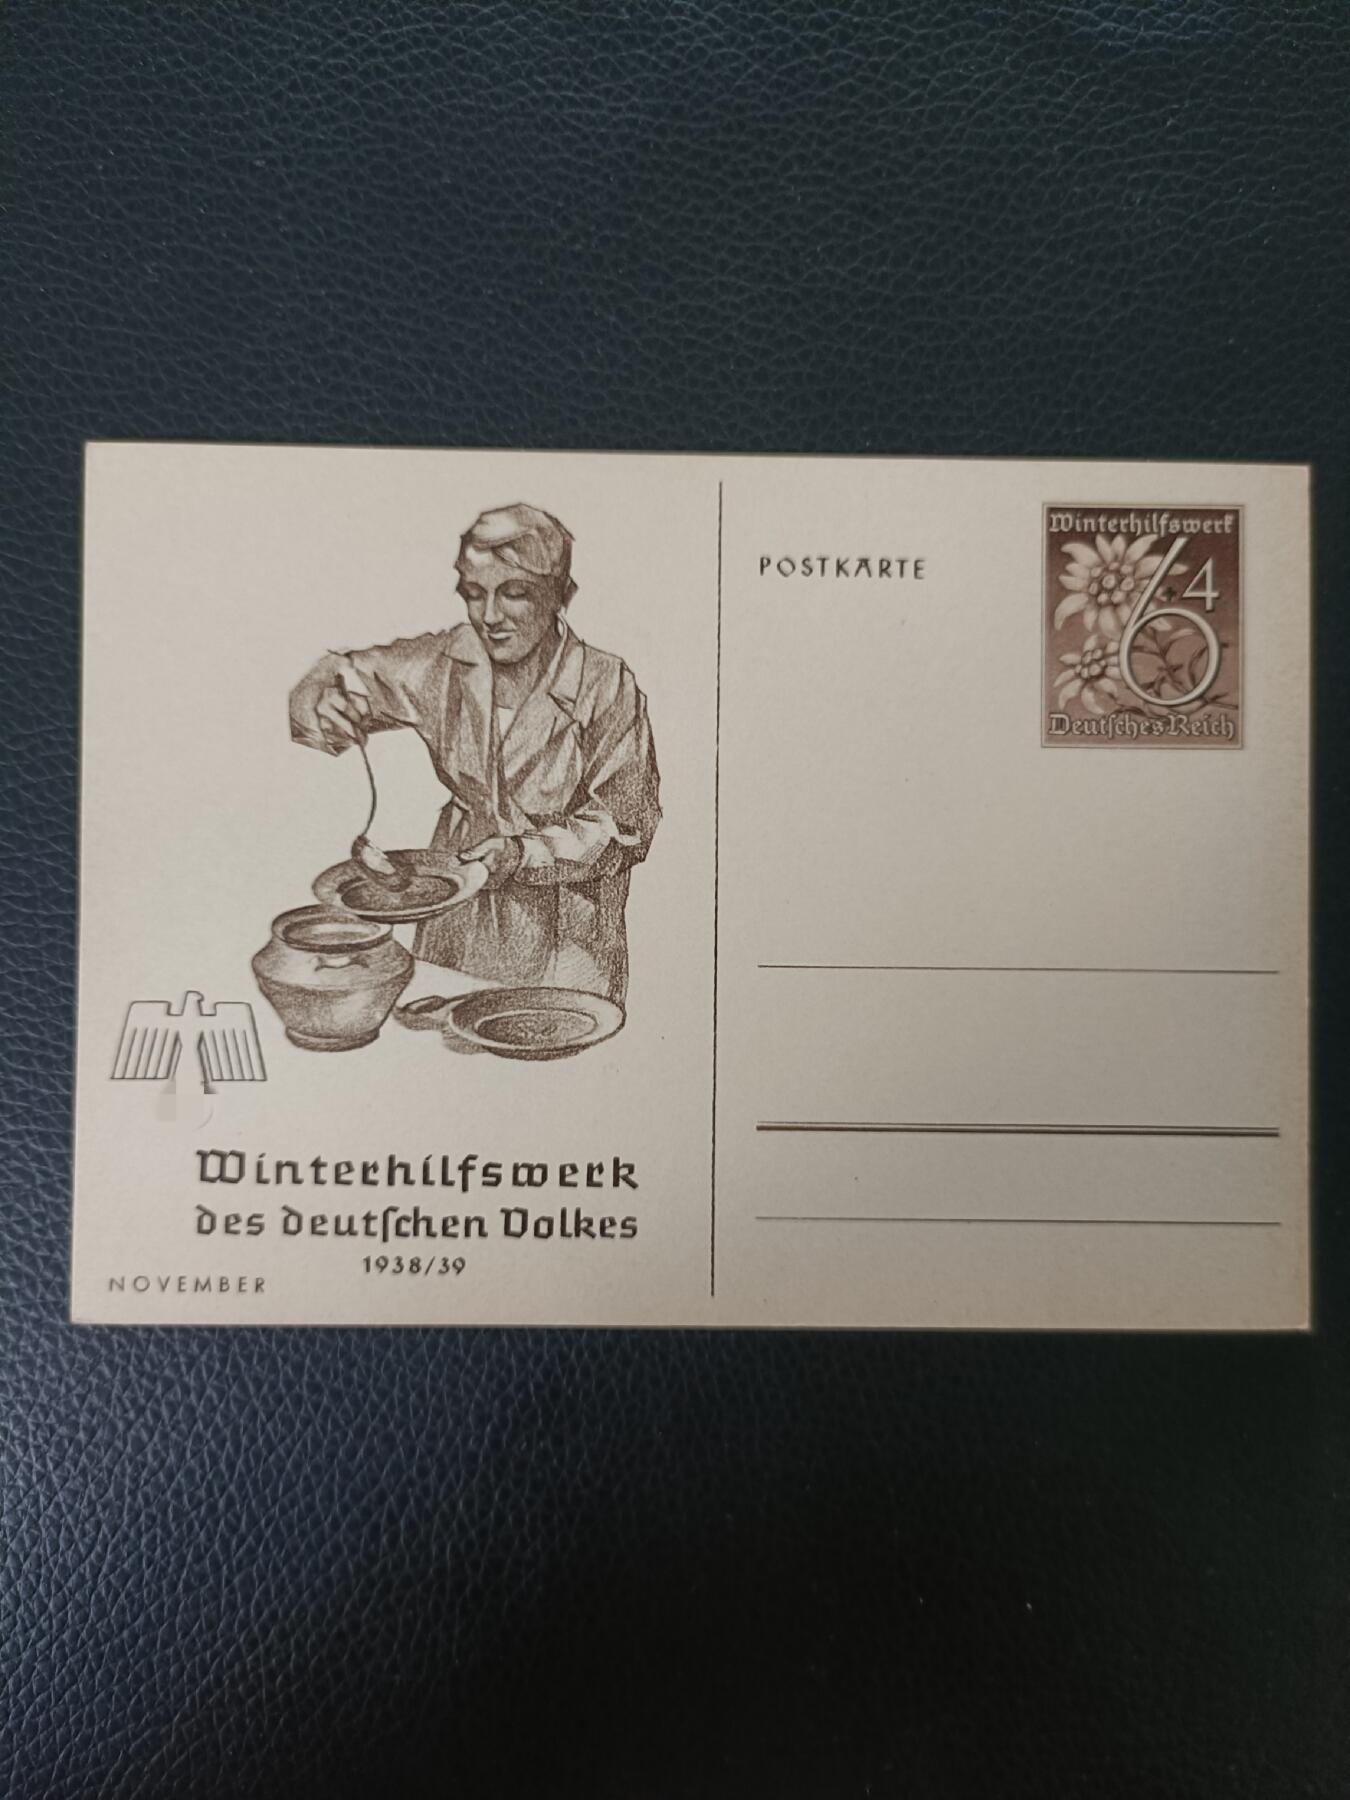 POSTKARTE
Winterhilfswerk
6+4
Deutsches Reich
Winterhilfswerk
des deutschen Volkes
1938/39
NOVEMBER